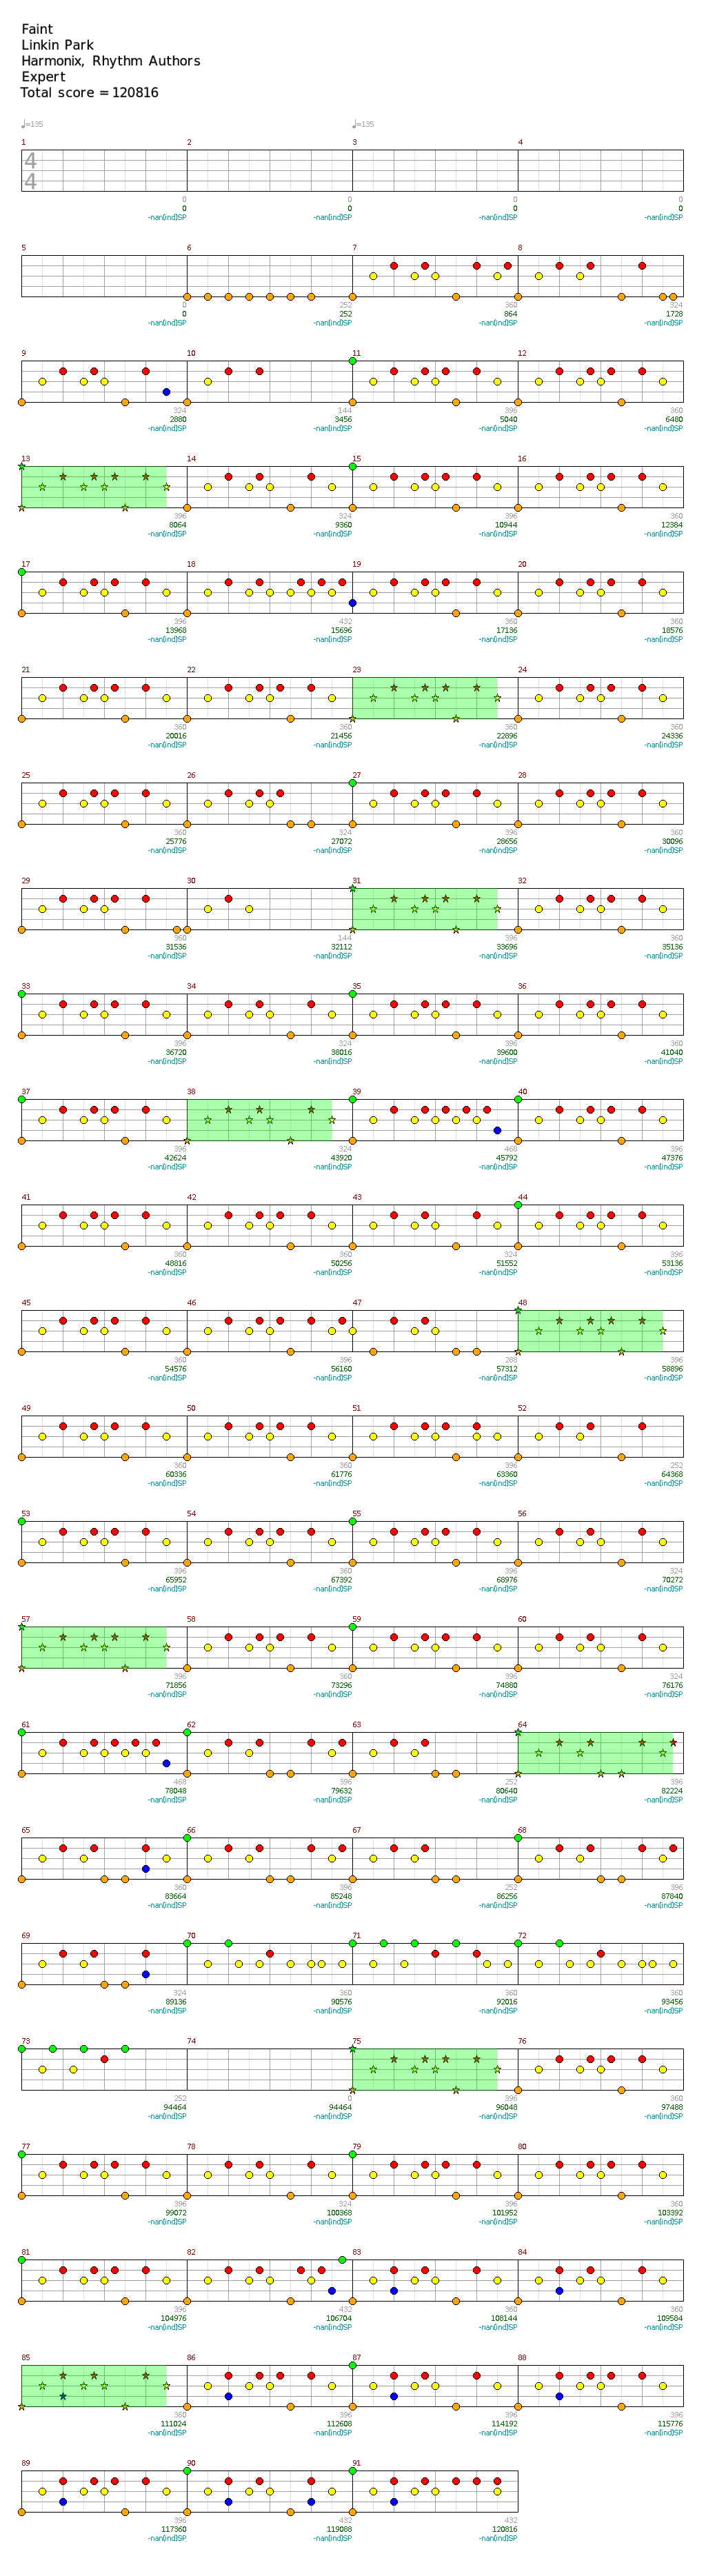 Faint
Linkin Park
Harmonix, Rhythm Authors
Expert
Total score = 120816
♩=135 ♩=135
1 2 3 4
4
4
0 0 0 0
0 0 0 0
-nan(ind)SP -nan(ind)SP -nan(ind)SP -nan(ind)SP
5 6 7 8
0 252 360 324
0 252 864 1728
-nan(ind)SP -nan(ind)SP -nan(ind)SP -nan(ind)SP
9 10 11 12
324 144 396 360
2880 3456 5040 6480
-nan(ind)SP -nan(ind)SP -nan(ind)SP -nan(ind)SP
13 14 15 16
396 324 396 360
8064 9360 10944 12384
-nan(ind)SP -nan(ind)SP -nan(ind)SP -nan(ind)SP
17 18 19 20
396 432 360 360
13968 15696 17136 18576
-nan(ind)SP -nan(ind)SP -nan(ind)SP -nan(ind)SP
21 22 23 24
360 360 360 360
20016 21456 22896 24336
-nan(ind)SP -nan(ind)SP -nan(ind)SP -nan(ind)SP
25 26 27 28
360 324 396 360
25776 27072 28656 30096
-nan(ind)SP -nan(ind)SP -nan(ind)SP -nan(ind)SP
29 30 31 32
360 144 396 360
31536 32112 33696 35136
-nan(ind)SP -nan(ind)SP -nan(ind)SP -nan(ind)SP
33 34 35 36
396 324 396 360
36720 38016 39600 41040
-nan(ind)SP -nan(ind)SP -nan(ind)SP -nan(ind)SP
37 38 39 40
396 324 468 396
42624 43920 45792 47376
-nan(ind)SP -nan(ind)SP -nan(ind)SP -nan(ind)SP
41 42 43 44
360 360 324 396
48816 50256 51552 53136
-nan(ind)SP -nan(ind)SP -nan(ind)SP -nan(ind)SP
45 46 47 48
360 396 288 396
54576 56160 57312 58896
-nan(ind)SP -nan(ind)SP -nan(ind)SP -nan(ind)SP
49 50 51 52
360 360 396 252
60336 61776 63360 64368
-nan(ind)SP -nan(ind)SP -nan(ind)SP -nan(ind)SP
53 54 55 56
396 360 396 324
65952 67392 68976 70272
-nan(ind)SP -nan(ind)SP -nan(ind)SP -nan(ind)SP
57 58 59 60
396 360 396 324
71856 73296 74880 76176
-nan(ind)SP -nan(ind)SP -nan(ind)SP -nan(ind)SP
61 62 63 64
468 396 252 396
78048 79632 80640 82224
-nan(ind)SP -nan(ind)SP -nan(ind)SP -nan(ind)SP
65 66 67 68
360 396 252 396
83664 85248 86256 87840
-nan(ind)SP -nan(ind)SP -nan(ind)SP -nan(ind)SP
69 70 71 72
324 360 360 360
89136 90576 92016 93456
-nan(ind)SP -nan(ind)SP -nan(ind)SP -nan(ind)SP
73 74 75 76
252 0 396 360
94464 94464 96048 97488
-nan(ind)SP -nan(ind)SP -nan(ind)SP -nan(ind)SP
77 78 79 80
396 324 396 360
99072 100368 101952 103392
-nan(ind)SP -nan(ind)SP -nan(ind)SP -nan(ind)SP
81 82 83 84
396 432 360 360
104976 106704 108144 109584
-nan(ind)SP -nan(ind)SP -nan(ind)SP -nan(ind)SP
85 86 87 88
360 396 396 396
111024 112608 114192 115776
-nan(ind)SP -nan(ind)SP -nan(ind)SP -nan(ind)SP
89 90 91
396 432 432
117360 119088 120816
-nan(ind)SP -nan(ind)SP -nan(ind)SP